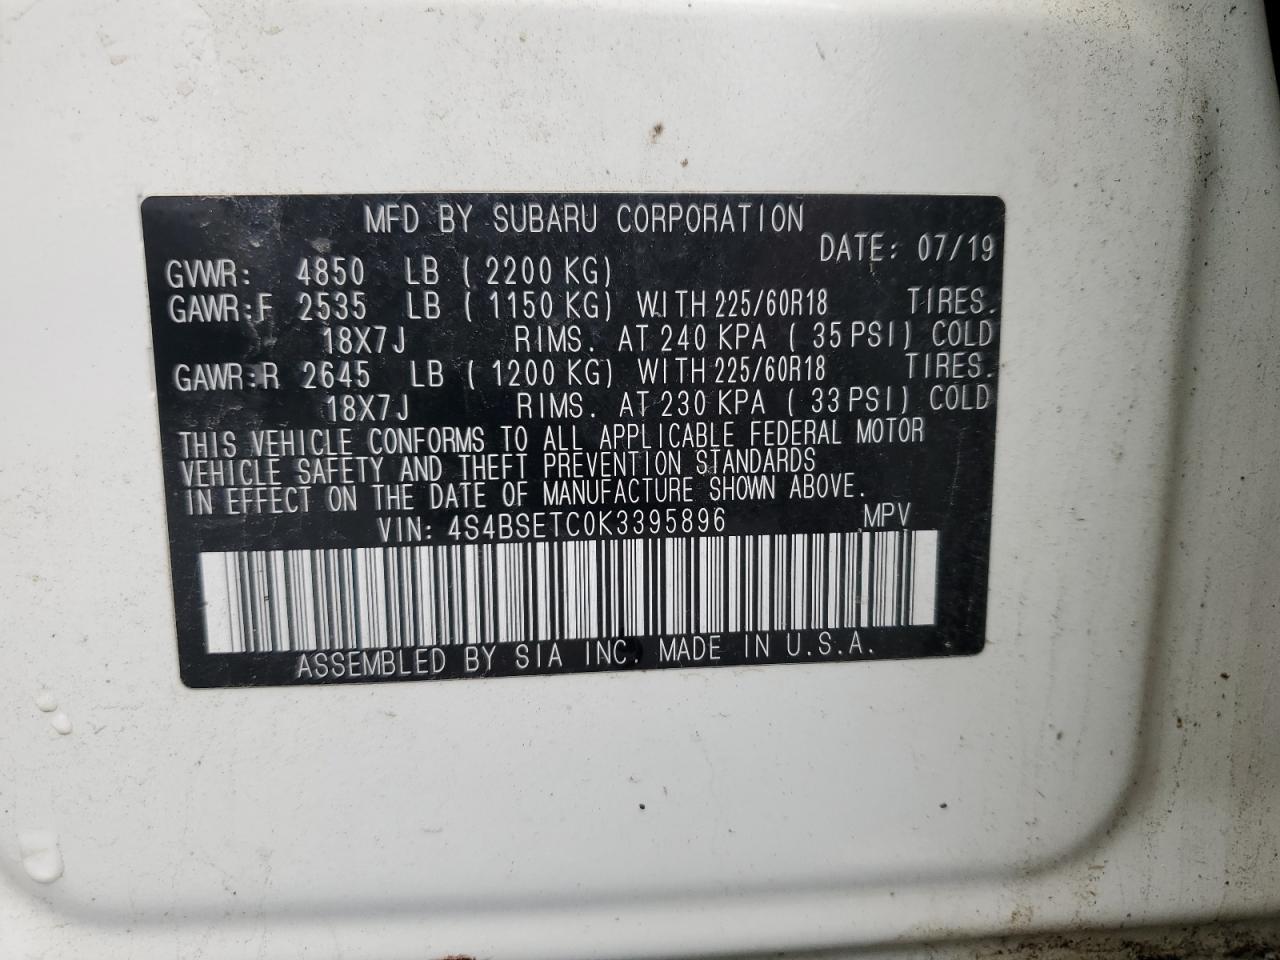 MFD BY SUBARU CORPORATION
DATE: 07/19
GVWR: 4850 LB ( 2200 KG)
GAWR:F 2535 LB ( 1150 KG) WITH 225/60R18 TIRES.
18X7J RIMS. AT 240 KPA ( 35 PSI) COLD
GAWR:R 2645 LB ( 1200 KG) WITH 225/60R18 TIRES.
18X7J RIMS. AT 230 KPA ( 33 PSI) COLD
THIS VEHICLE CONFORMS TO ALL APPLICABLE FEDERAL MOTOR
VEHICLE SAFETY AND THEFT PREVENTION STANDARDS
IN EFFECT ON THE DATE OF MANUFACTURE SHOWN ABOVE.
VIN: 4S4BSETC0K3395896 MPV
ASSEMBLED BY SIA INC. MADE IN U.S.A.